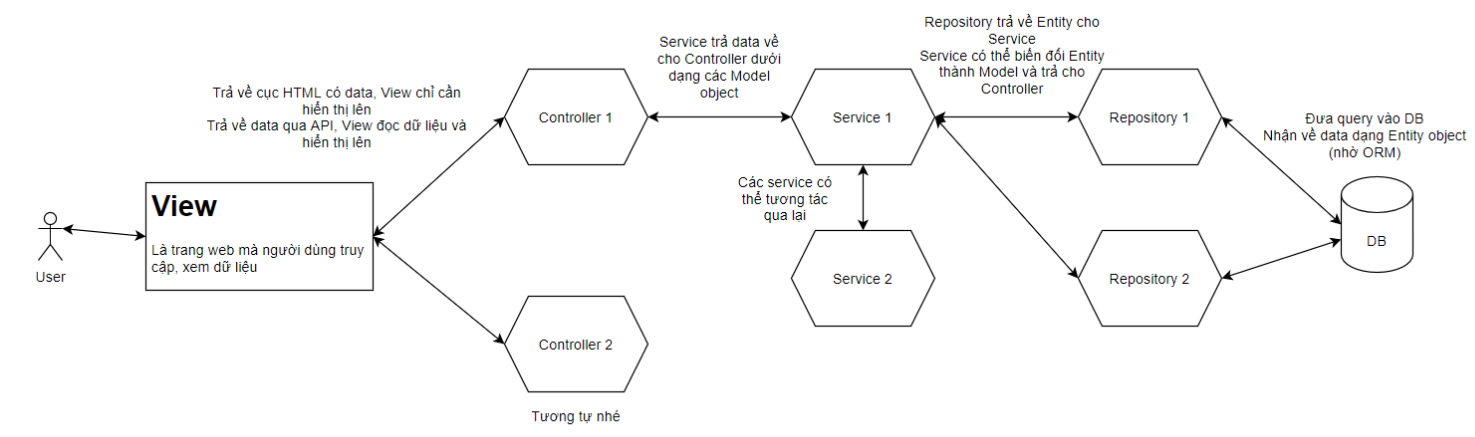 Repository trả về Entity cho
Service
Service có thể biến đổi Entity
thành Model và trả cho
Controller
Service trả data về
cho Controller dưới
dạng các Model
object
Trả về cục HTML có data, View chỉ cần
hiển thị lên
Trả về data qua API, View đọc dữ liệu và
hiển thị lên
Controller 1
Service 1
Repository 1
Đưa query vào DB
Nhận về data dạng Entity object
(nhờ ORM)
Các service có
thể tương tác
qua lại
View
Là trang web mà người dùng truy
cập, xem dữ liệu
User
DB
Service 2
Repository 2
Controller 2
Tương tự nhé